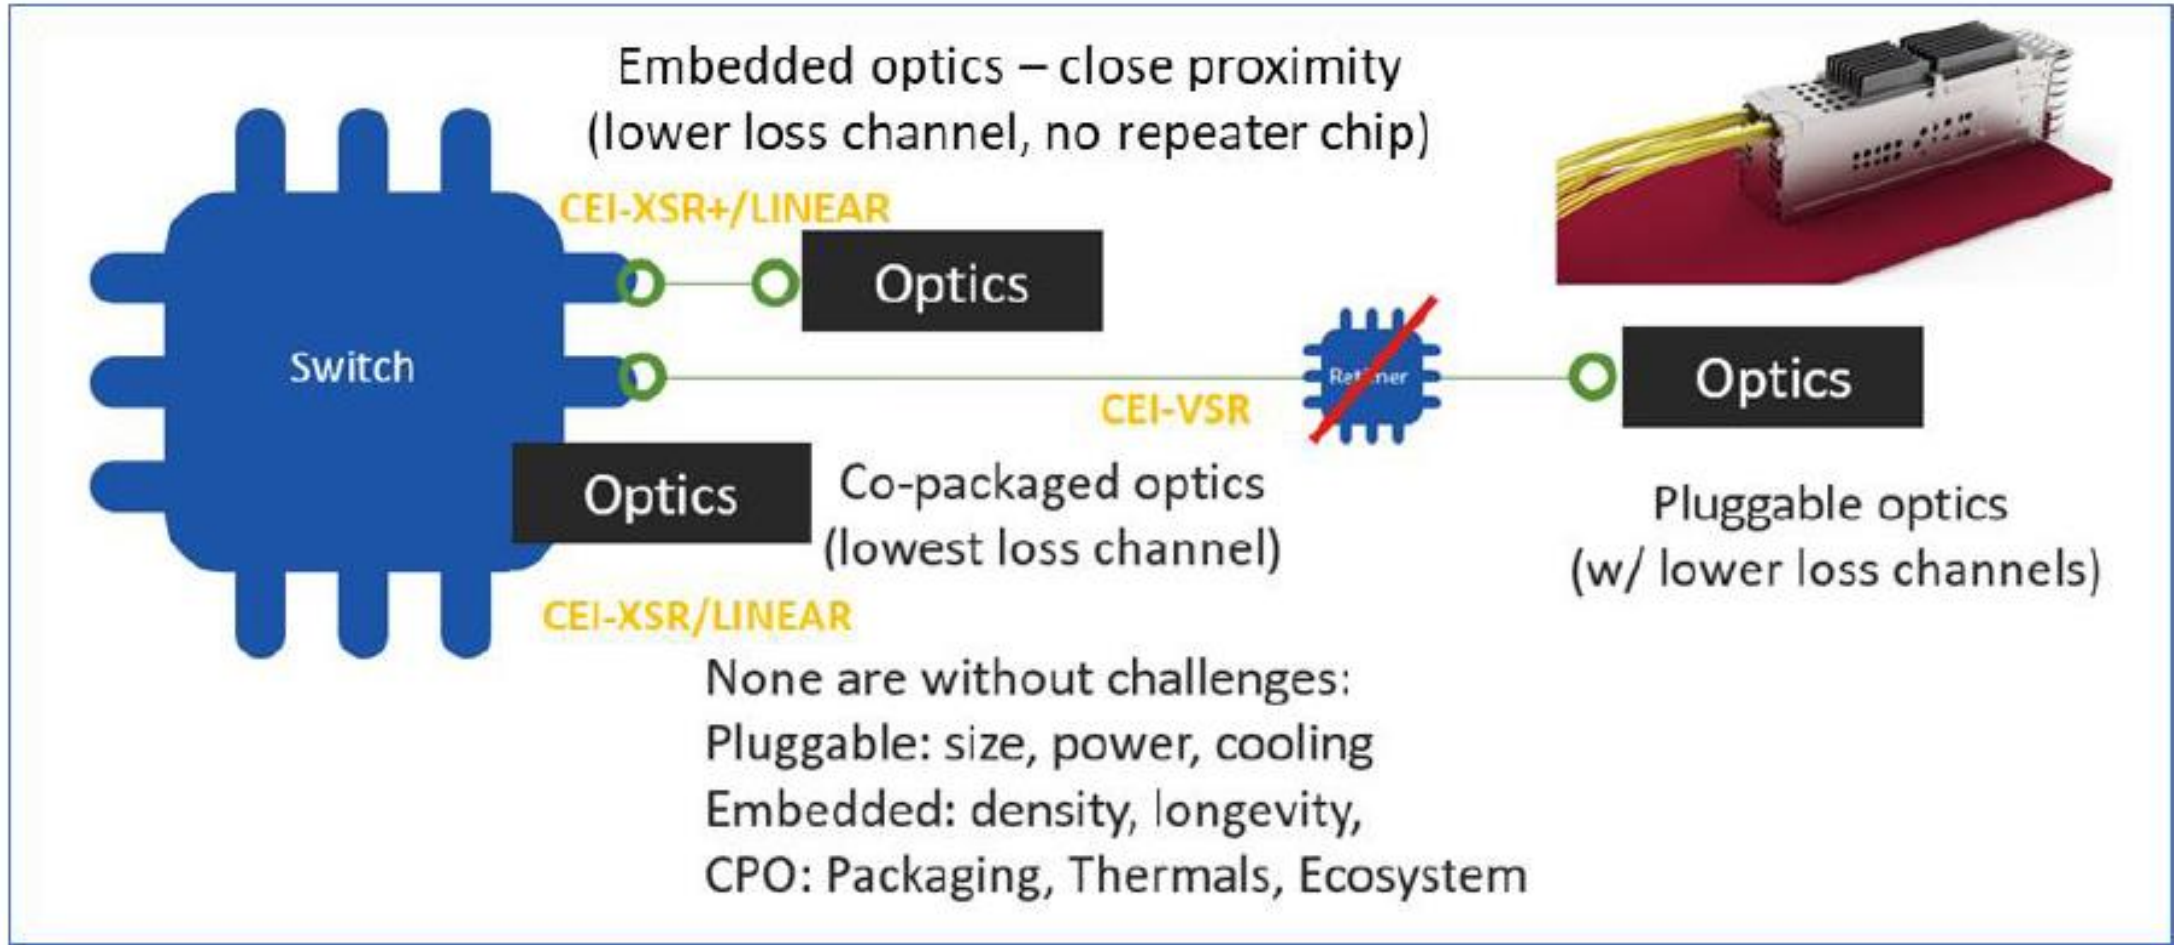 Embedded optics – close proximity
(lower loss channel, no repeater chip)
CEI-XSR+/LINEAR
Optics
Switch
Retimer
Optics
CEI-VSR
Optics
Co-packaged optics
(lowest loss channel)
Pluggable optics
(w/ lower loss channels)
CEI-XSR/LINEAR
None are without challenges:
Pluggable: size, power, cooling
Embedded: density, longevity,
CPO: Packaging, Thermals, Ecosystem